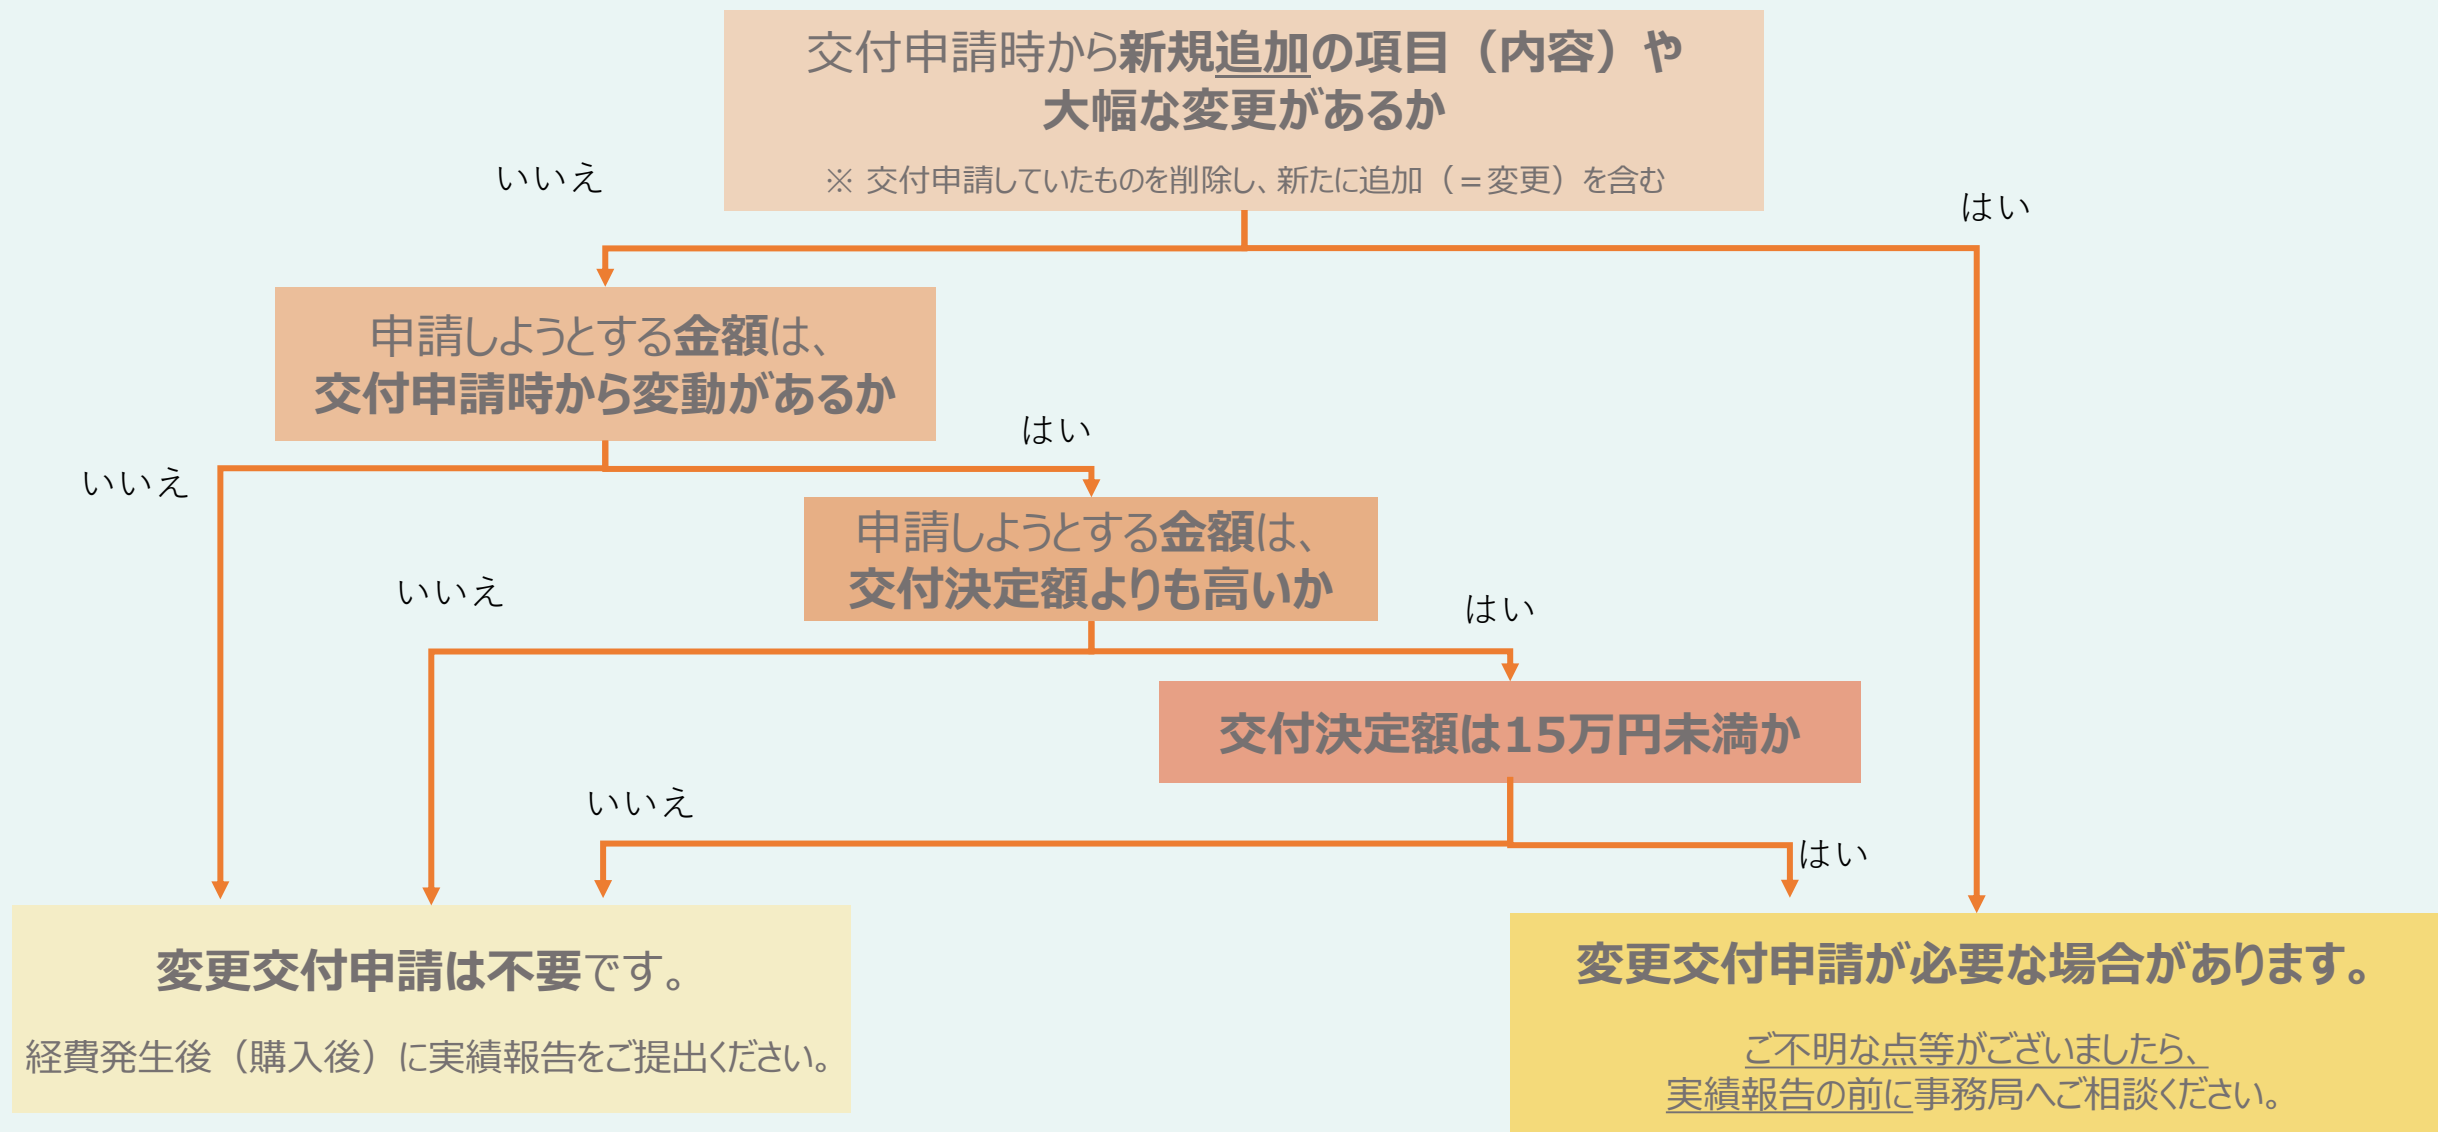 交付申請時から新規追加の項目（内容）や
大幅な変更があるか
※ 交付申請していたものを削除し、新たに追加（＝変更）を含む
いいえ
はい
申請しようとする金額は、
交付申請時から変動があるか
いいえ
はい
申請しようとする金額は、
交付決定額よりも高いか
いいえ
はい
交付決定額は15万円未満か
いいえ
はい
変更交付申請は不要です。
経費発生後（購入後）に実績報告をご提出ください。
変更交付申請が必要な場合があります。
ご不明な点等がございましたら、
実績報告の前に事務局へご相談ください。